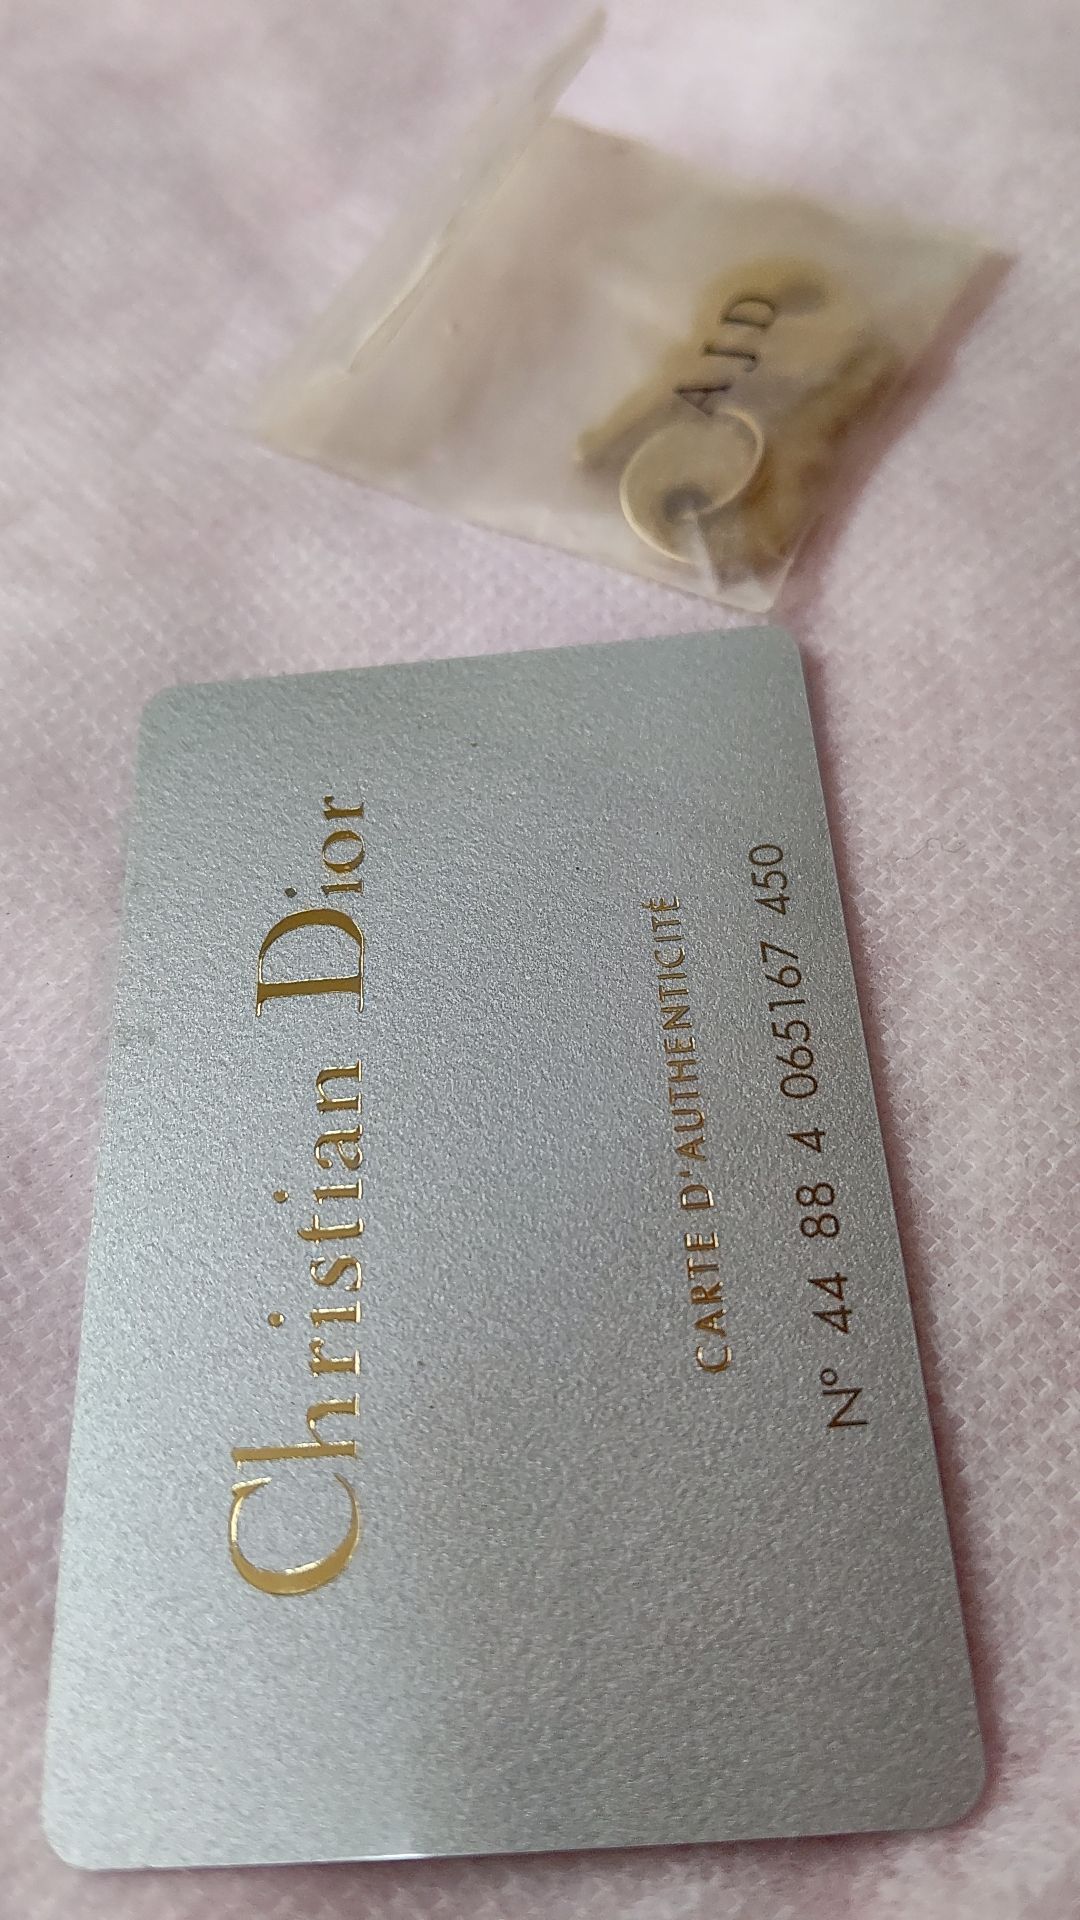 Christian Dior
CARTE D'AUTHENTICITÉ
N° 44 88 4 065167 450
AJD